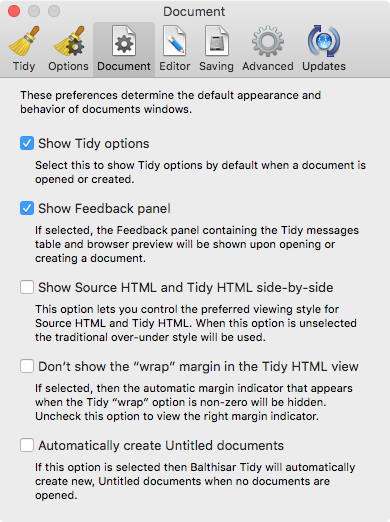 Document
Tidy Options Document Editor Saving Advanced Updates
These preferences determine the default appearance and
behavior of documents windows.
Show Tidy options
Select this to show Tidy options by default when a document is
opened or created.
Show Feedback panel
If selected, the Feedback panel containing the Tidy messages
table and browser preview will be shown upon opening or
creating a document.
Show Source HTML and Tidy HTML side-by-side
This option lets you control the preferred viewing style for
Source HTML and Tidy HTML. When this option is unselected
the traditional over-under style will be used.
Don’t show the “wrap” margin in the Tidy HTML view
If selected, then the automatic margin indicator that appears
when the Tidy “wrap” option is non-zero will be hidden.
Uncheck this option to view the right margin indicator.
Automatically create Untitled documents
If this option is selected then Balthisar Tidy will automatically
create new, Untitled documents when no documents are
opened.